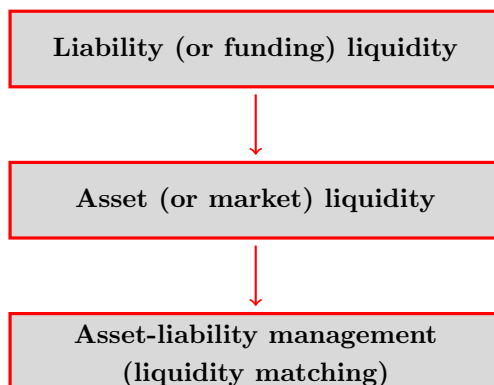 Liability (or funding) liquidity
Asset (or market) liquidity
Asset-liability management
(liquidity matching)